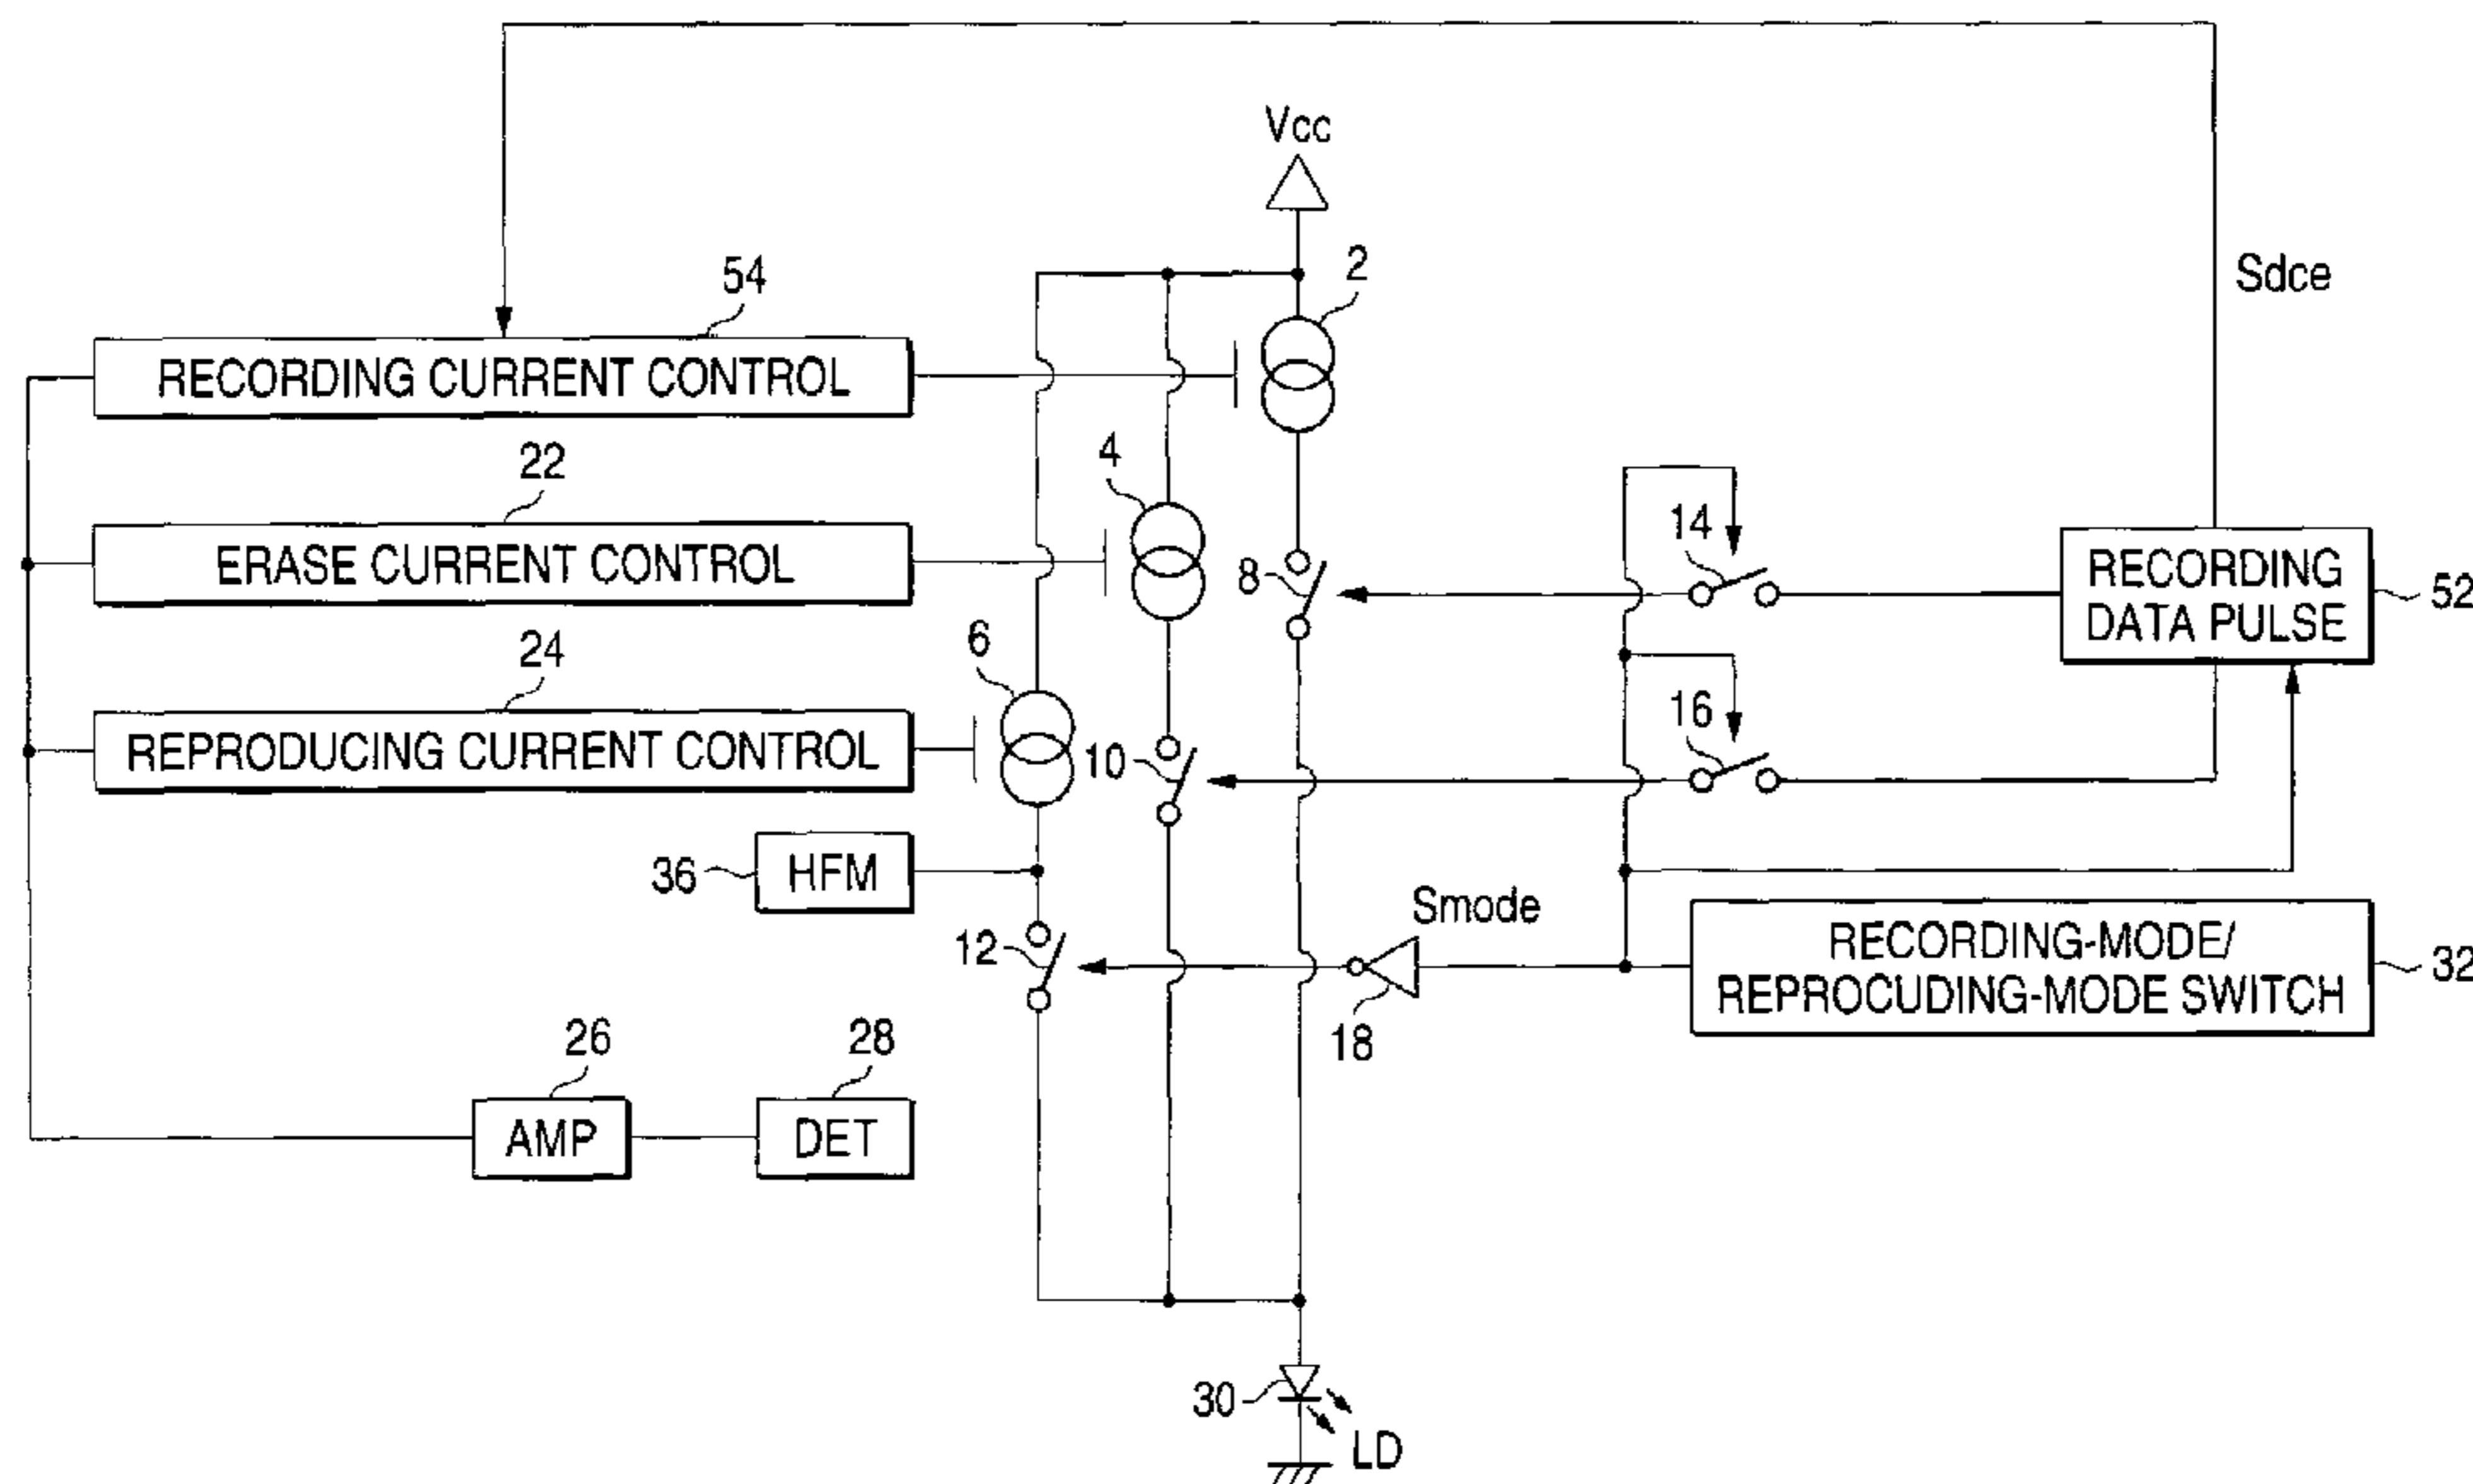 Vcc
Sdce
54
2
RECORDING CURRENT CONTROL
22
4
ERASE CURRENT CONTROL
8
14
RECORDING
DATA PULSE
52
24
6
REPRODUCING CURRENT CONTROL
10
16
36
HFM
12
Smode
18
RECORDING-MODE/
REPROCUDING-MODE SWITCH
32
26
28
AMP
DET
30
LD